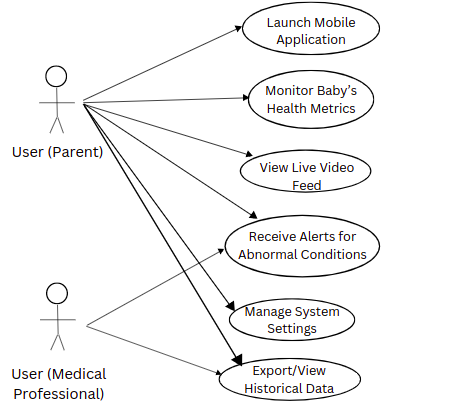 Launch Mobile
Application
Monitor Baby's
Health Metrics
User (Parent)
View Live Video
Feed
Receive Alerts for
Abnormal Conditions
Manage System
Settings
User (Medical
Professional)
Export/View
Historical Data